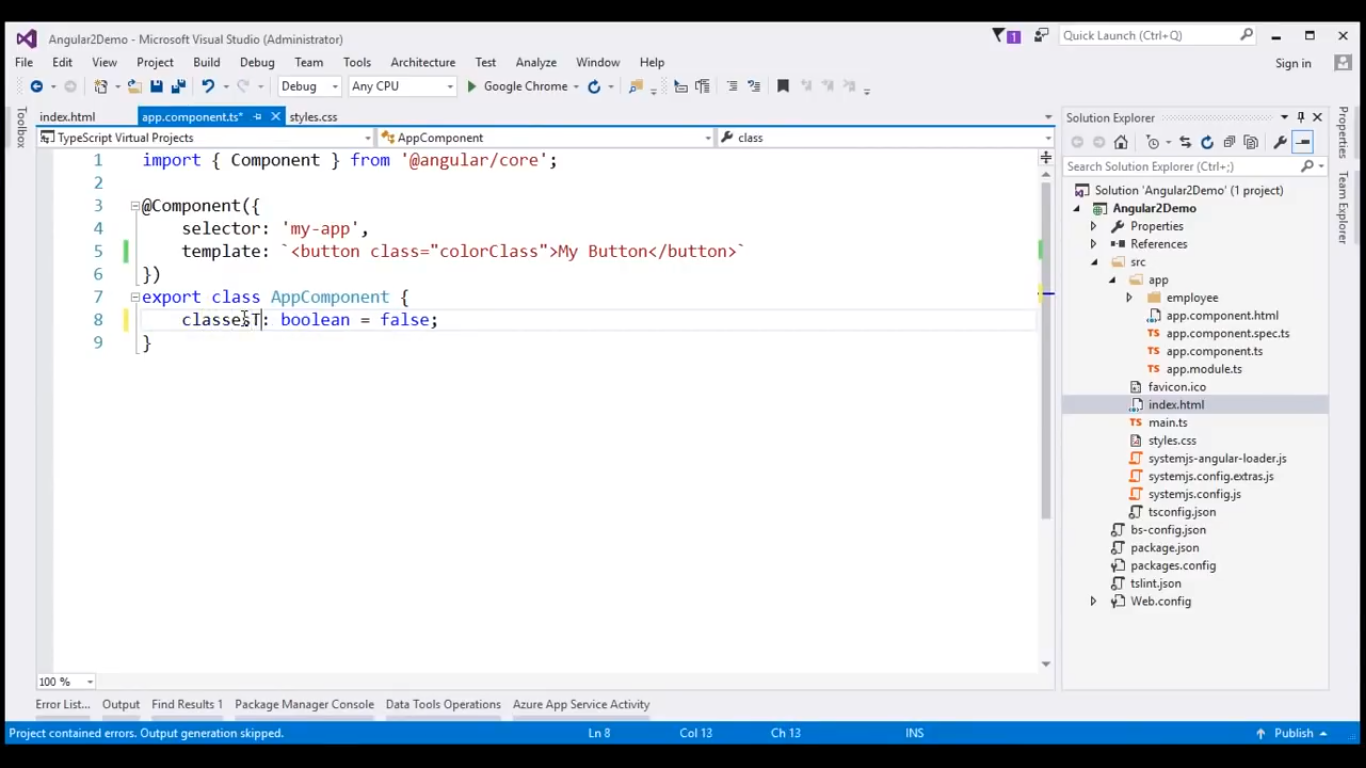 Angular2Demo - Microsoft Visual Studio (Administrator)
1
Quick Launch (Ctrl+Q)
File Edit View Project Build Debug Team Tools Architecture Test Analyze Window Help
Sign in
Debug Any CPU Google Chrome
Toolbox
index.html app.component.ts* styles.css
TypeScript Virtual Projects AppComponent class
1 import { Component } from '@angular/core';
2
3 @Component({
4 selector: 'my-app',
5 template: `<button class="colorClass">My Button</button>`
6 })
7 export class AppComponent {
8 classesT: boolean = false;
9 }
100 %
Solution Explorer
Search Solution Explorer (Ctrl+;)
Solution 'Angular2Demo' (1 project)
Angular2Demo
Properties
References
src
app
employee
app.component.html
app.component.spec.ts
app.component.ts
app.module.ts
favicon.ico
index.html
main.ts
styles.css
systemjs-angular-loader.js
systemjs.config.extras.js
systemjs.config.js
tsconfig.json
bs-config.json
package.json
packages.config
tslint.json
Web.config
Properties
Team Explorer
Error List... Output Find Results 1 Package Manager Console Data Tools Operations Azure App Service Activity
Project contained errors. Output generation skipped. Ln 8 Col 13 Ch 13 INS Publish